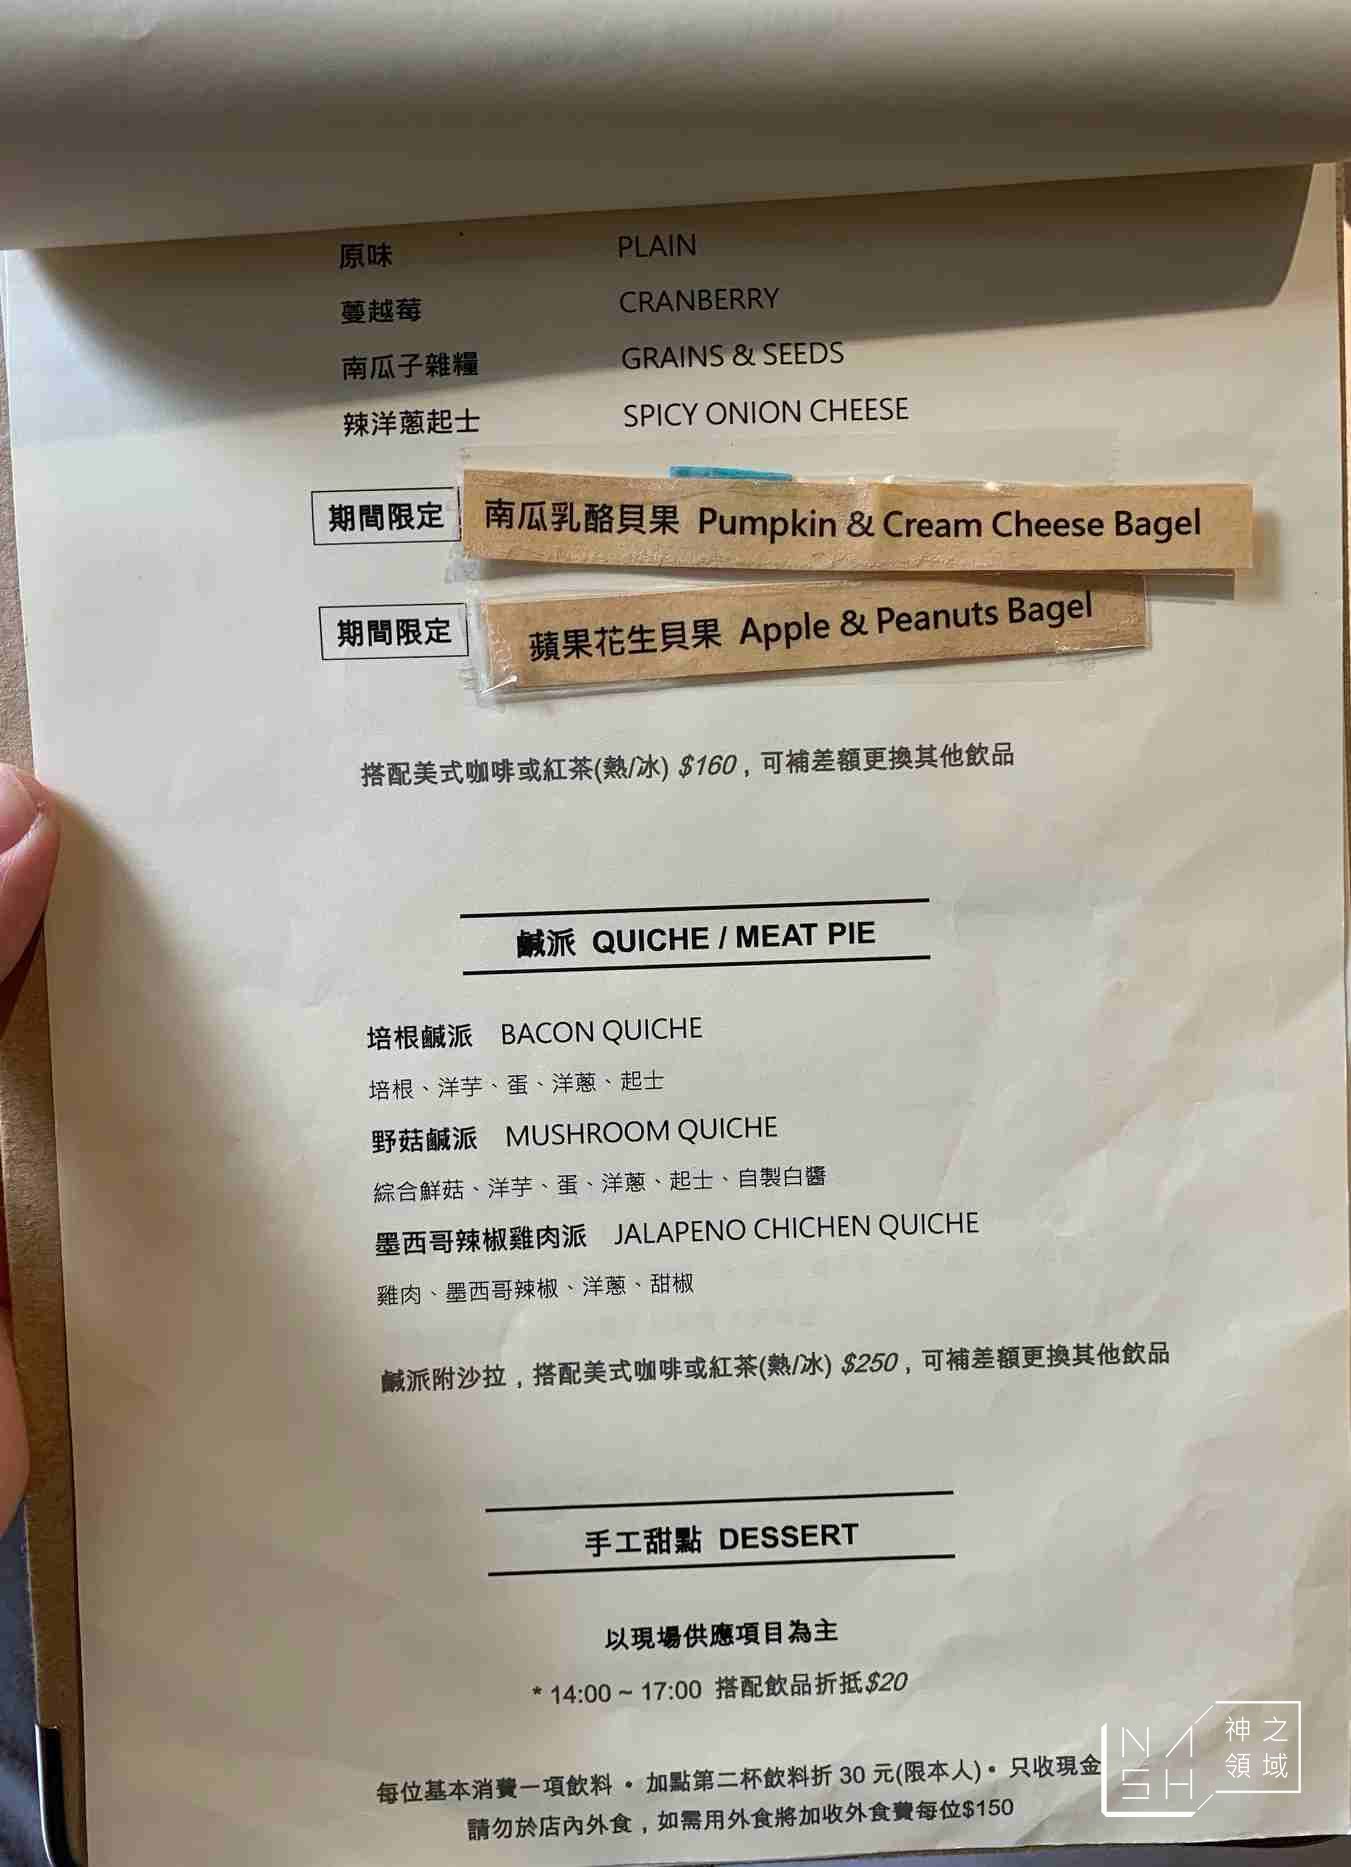 原味 PLAIN
蔓越莓 CRANBERRY
南瓜子雜糧 GRAINS & SEEDS
辣洋蔥起士 SPICY ONION CHEESE
期間限定 南瓜乳酪貝果 Pumpkin & Cream Cheese Bagel
期間限定 蘋果花生貝果 Apple & Peanuts Bagel
搭配美式咖啡或紅茶(熱/冰) $160，可補差額更換其他飲品
鹹派 QUICHE / MEAT PIE
培根鹹派 BACON QUICHE
培根、洋芋、蛋、洋蔥、起士
野菇鹹派 MUSHROOM QUICHE
綜合鮮菇、洋芋、蛋、洋蔥、起士、自製白醬
墨西哥辣椒雞肉派 JALAPENO CHICHEN QUICHE
雞肉、墨西哥辣椒、洋蔥、甜椒
鹹派附沙拉，搭配美式咖啡或紅茶(熱/冰) $250，可補差額更換其他飲品
手工甜點 DESSERT
以現場供應項目為主
* 14:00 ~ 17:00 搭配飲品折抵$20
每位基本消費一項飲料 • 加點第二杯飲料折 30 元(限本人) • 只收現金
請勿於店內外食，如需用外食將加收外食費每位$150
NASH 神之領域